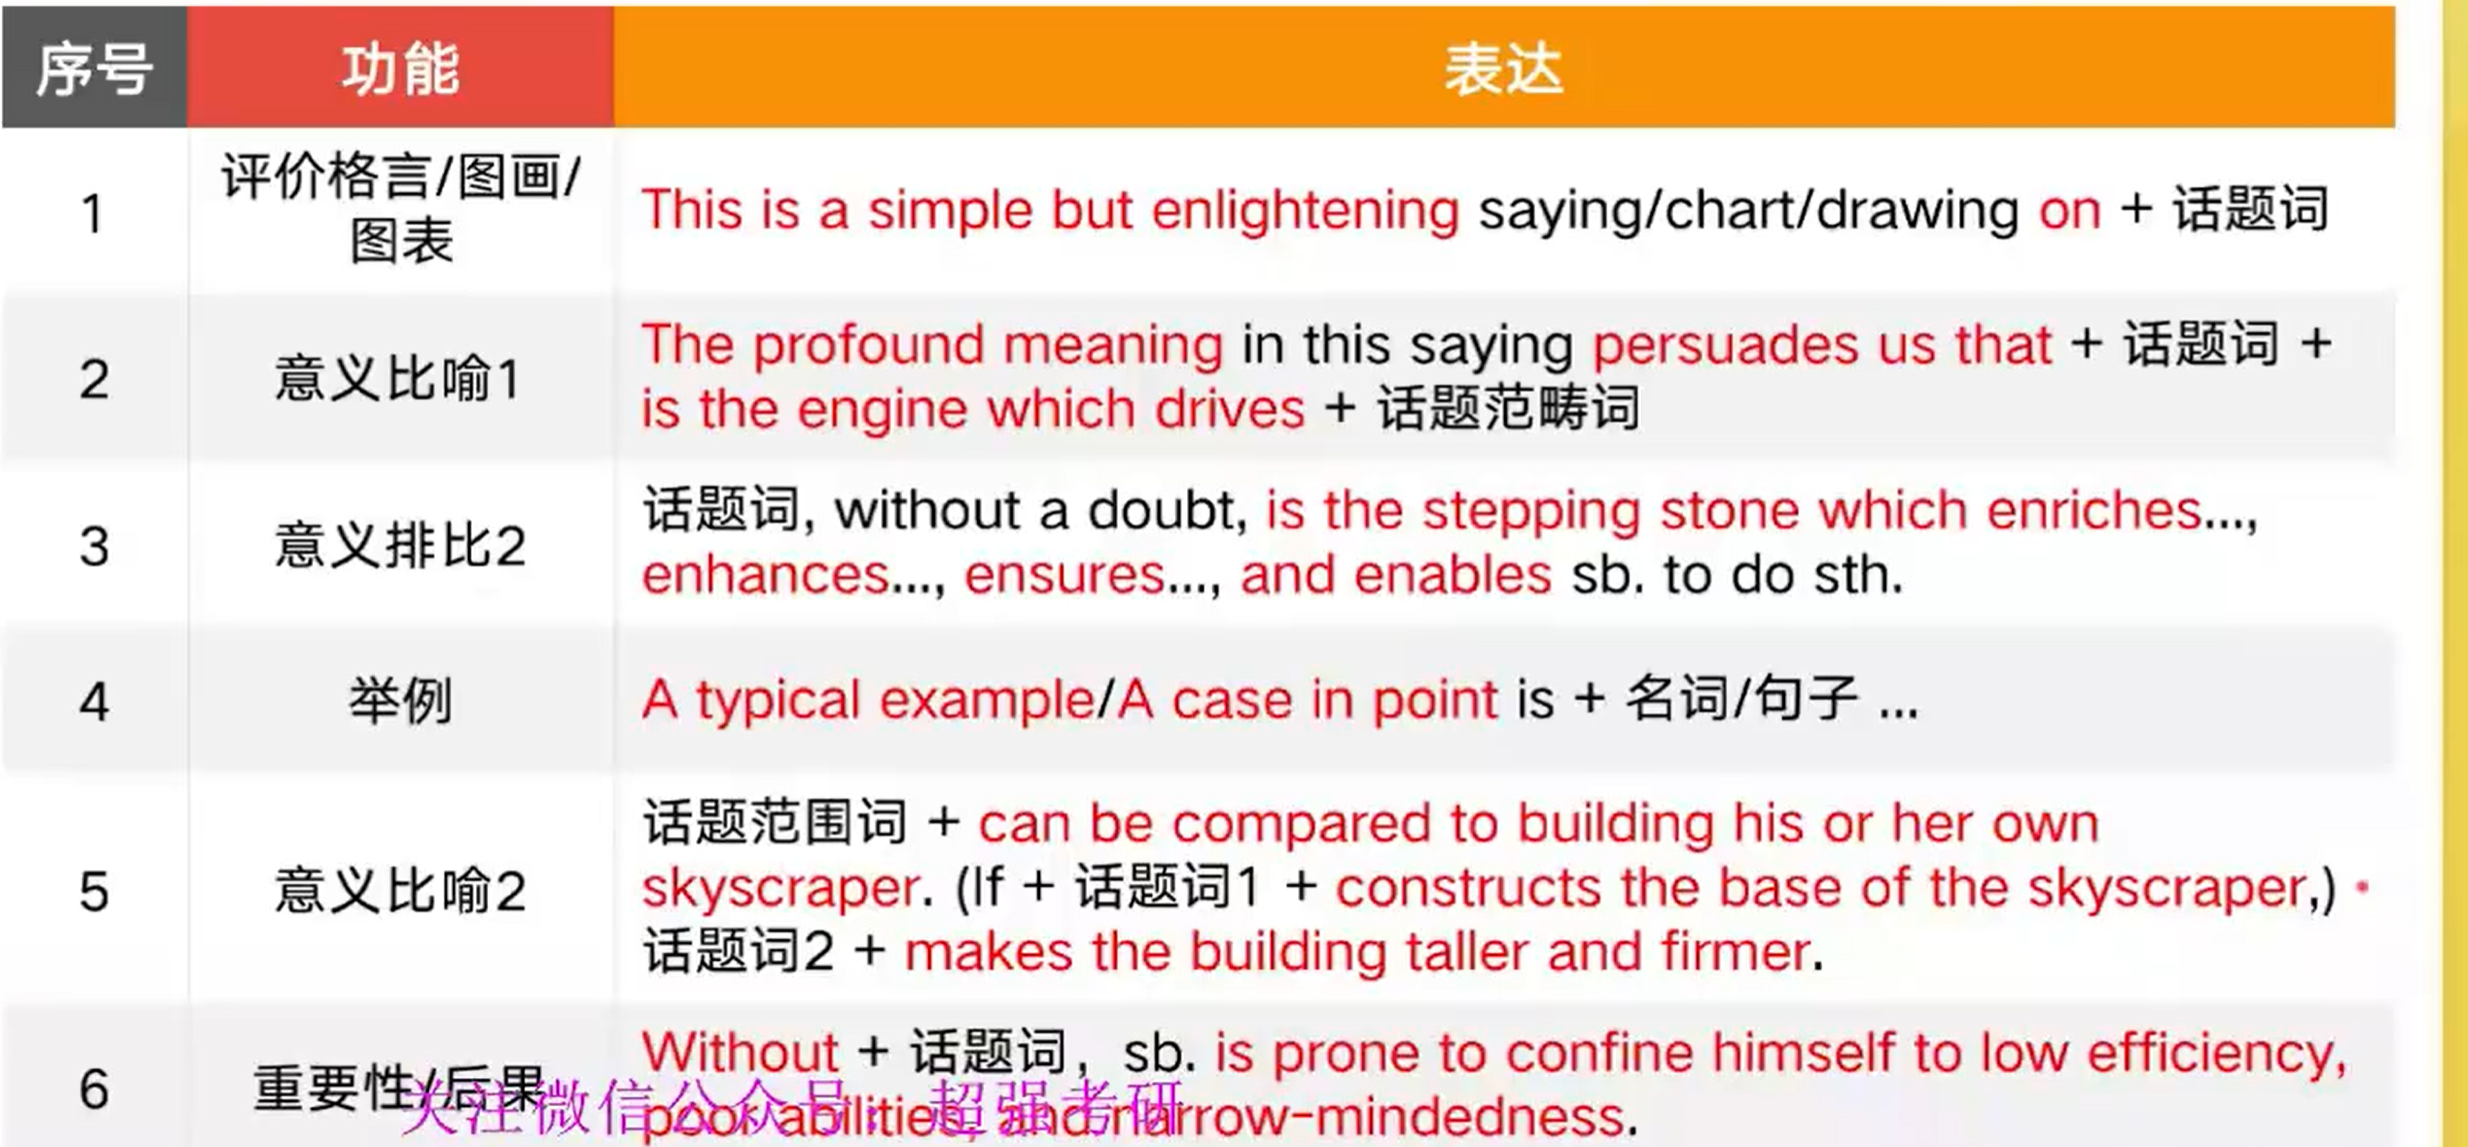 序号 功能 表达
1 评价格言/图画/
图表 This is a simple but enlightening saying/chart/drawing on + 话题词
2 意义比喻1 The profound meaning in this saying persuades us that + 话题词 +
is the engine which drives + 话题范畴词
3 意义排比2 话题词, without a doubt, is the stepping stone which enriches...,
enhances..., ensures..., and enables sb. to do sth.
4 举例 A typical example/A case in point is + 名词/句子 ...
5 意义比喻2 话题范围词 + can be compared to building his or her own
skyscraper. (If + 话题词1 + constructs the base of the skyscraper,)
话题词2 + makes the building taller and firmer.
6 重要性/后果 Without + 话题词，sb. is prone to confine himself to low efficiency,
poor abilities, and narrow-mindedness.
关注微信公众号：超强考研